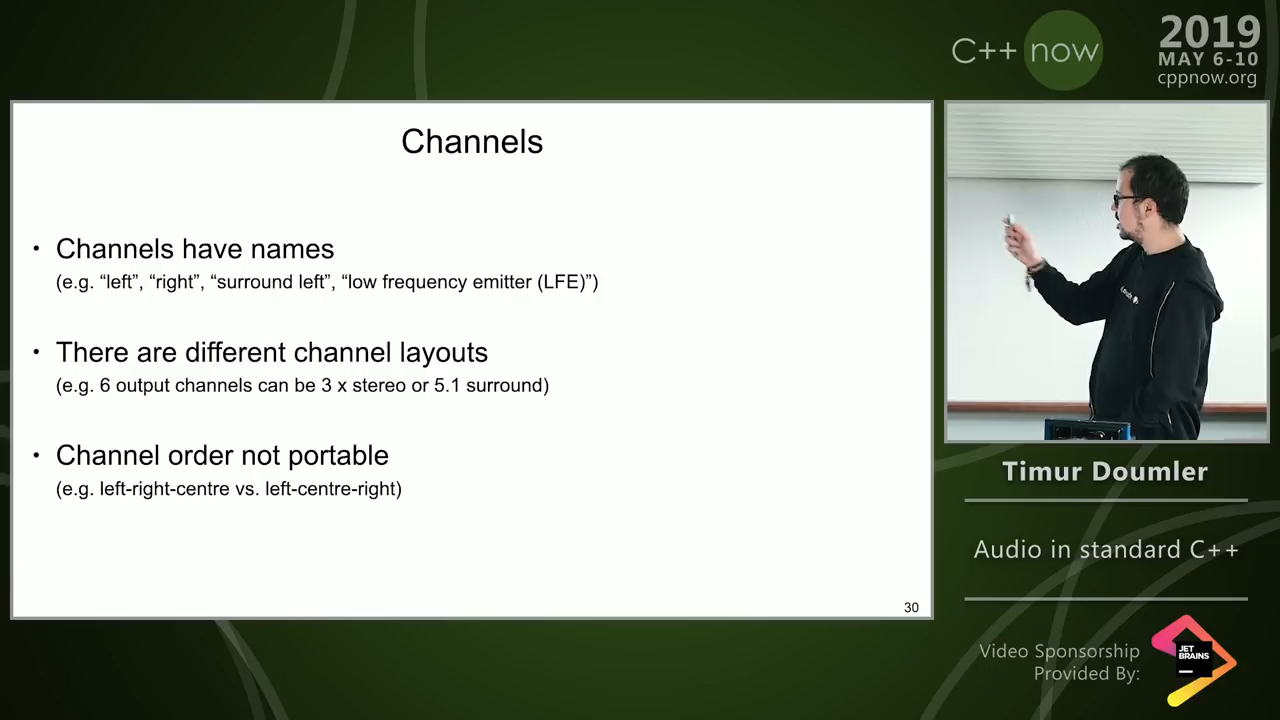 C++ now
2019
MAY 6-10
cppnow.org
Channels
• Channels have names
(e.g. “left”, “right”, “surround left”, “low frequency emitter (LFE)”)
• There are different channel layouts
(e.g. 6 output channels can be 3 x stereo or 5.1 surround)
• Channel order not portable
(e.g. left-right-centre vs. left-centre-right)
30
Timur Doumler
Audio in standard C++
Video Sponsorship
Provided By:
JET
BRAINS